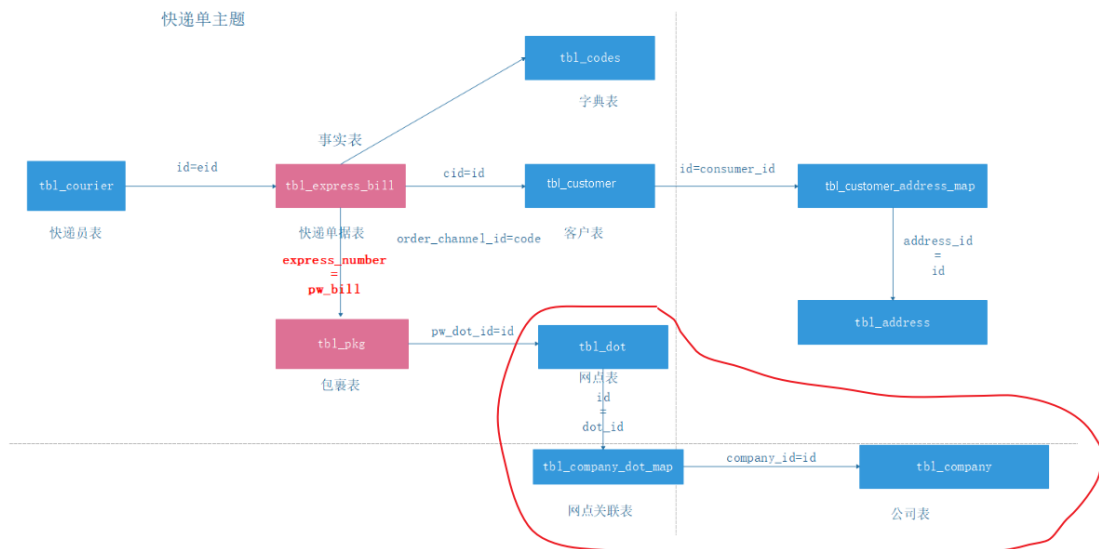 快递单主题
tbl_codes
字典表
事实表
id=eid
cid=id
id=consumer_id
tbl_courier
tbl_express_bill
tbl_customer
tbl_customer_address_map
快递员表
快递单据表
客户表
order_channel_id=code
address_id
=
id
express_number
=
pw_bill
tbl_address
tbl_pkg
pw_dot_id=id
tbl_dot
包裹表
网点表
id
=
dot_id
tbl_company_dot_map
company_id=id
tbl_company
网点关联表
公司表